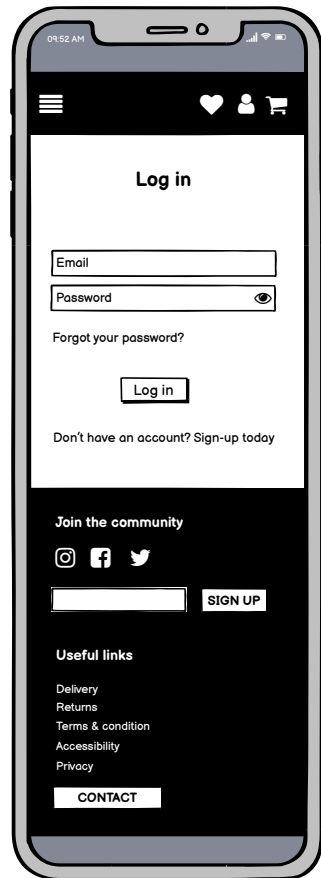 09:52 AM
Log in
Email
Password
Forgot your password?
Log in
Don't have an account? Sign-up today
Join the community
SIGN UP
Useful links
Delivery
Returns
Terms & condition
Accessibility
Privacy
CONTACT